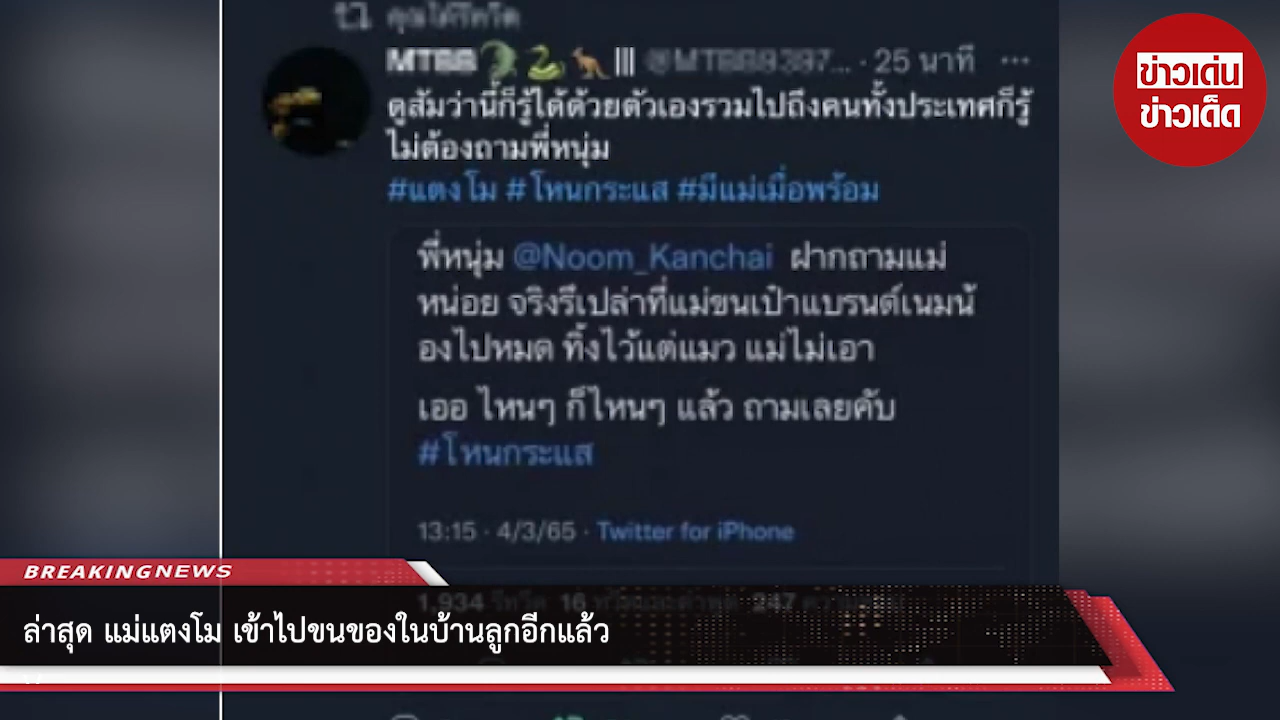 คุณได้รีทวีต
MTBB ||| @MTBB9397... · 25 นาที ...
ดูสัมว่านี้ก็รู้ได้ด้วยตัวเองรวมไปถึงคนทั้งประเทศก็รู้
ไม่ต้องถามพี่หนุ่ม
#แตงโม #โหนกระแส #มีแม่เมื่อพร้อม
พี่หนุ่ม @Noom_Kanchai ฝากถามแม่
หน่อย จริงรึเปล่าที่แม่ขนเป๋าแบรนด์เนมน้
องไปหมด ทิ้งไว้แต่แมว แม่ไม่เอา
เออ ไหนๆ ก็ไหนๆ แล้ว ถามเลยคับ
#โหนกระแส
13:15 · 4/3/65 · Twitter for iPhone
ข่าวเด่น
ข่าวเด็ด
BREAKINGNEWS
ล่าสุด แม่แตงโม เข้าไปขนของในบ้านลูกอีกแล้ว